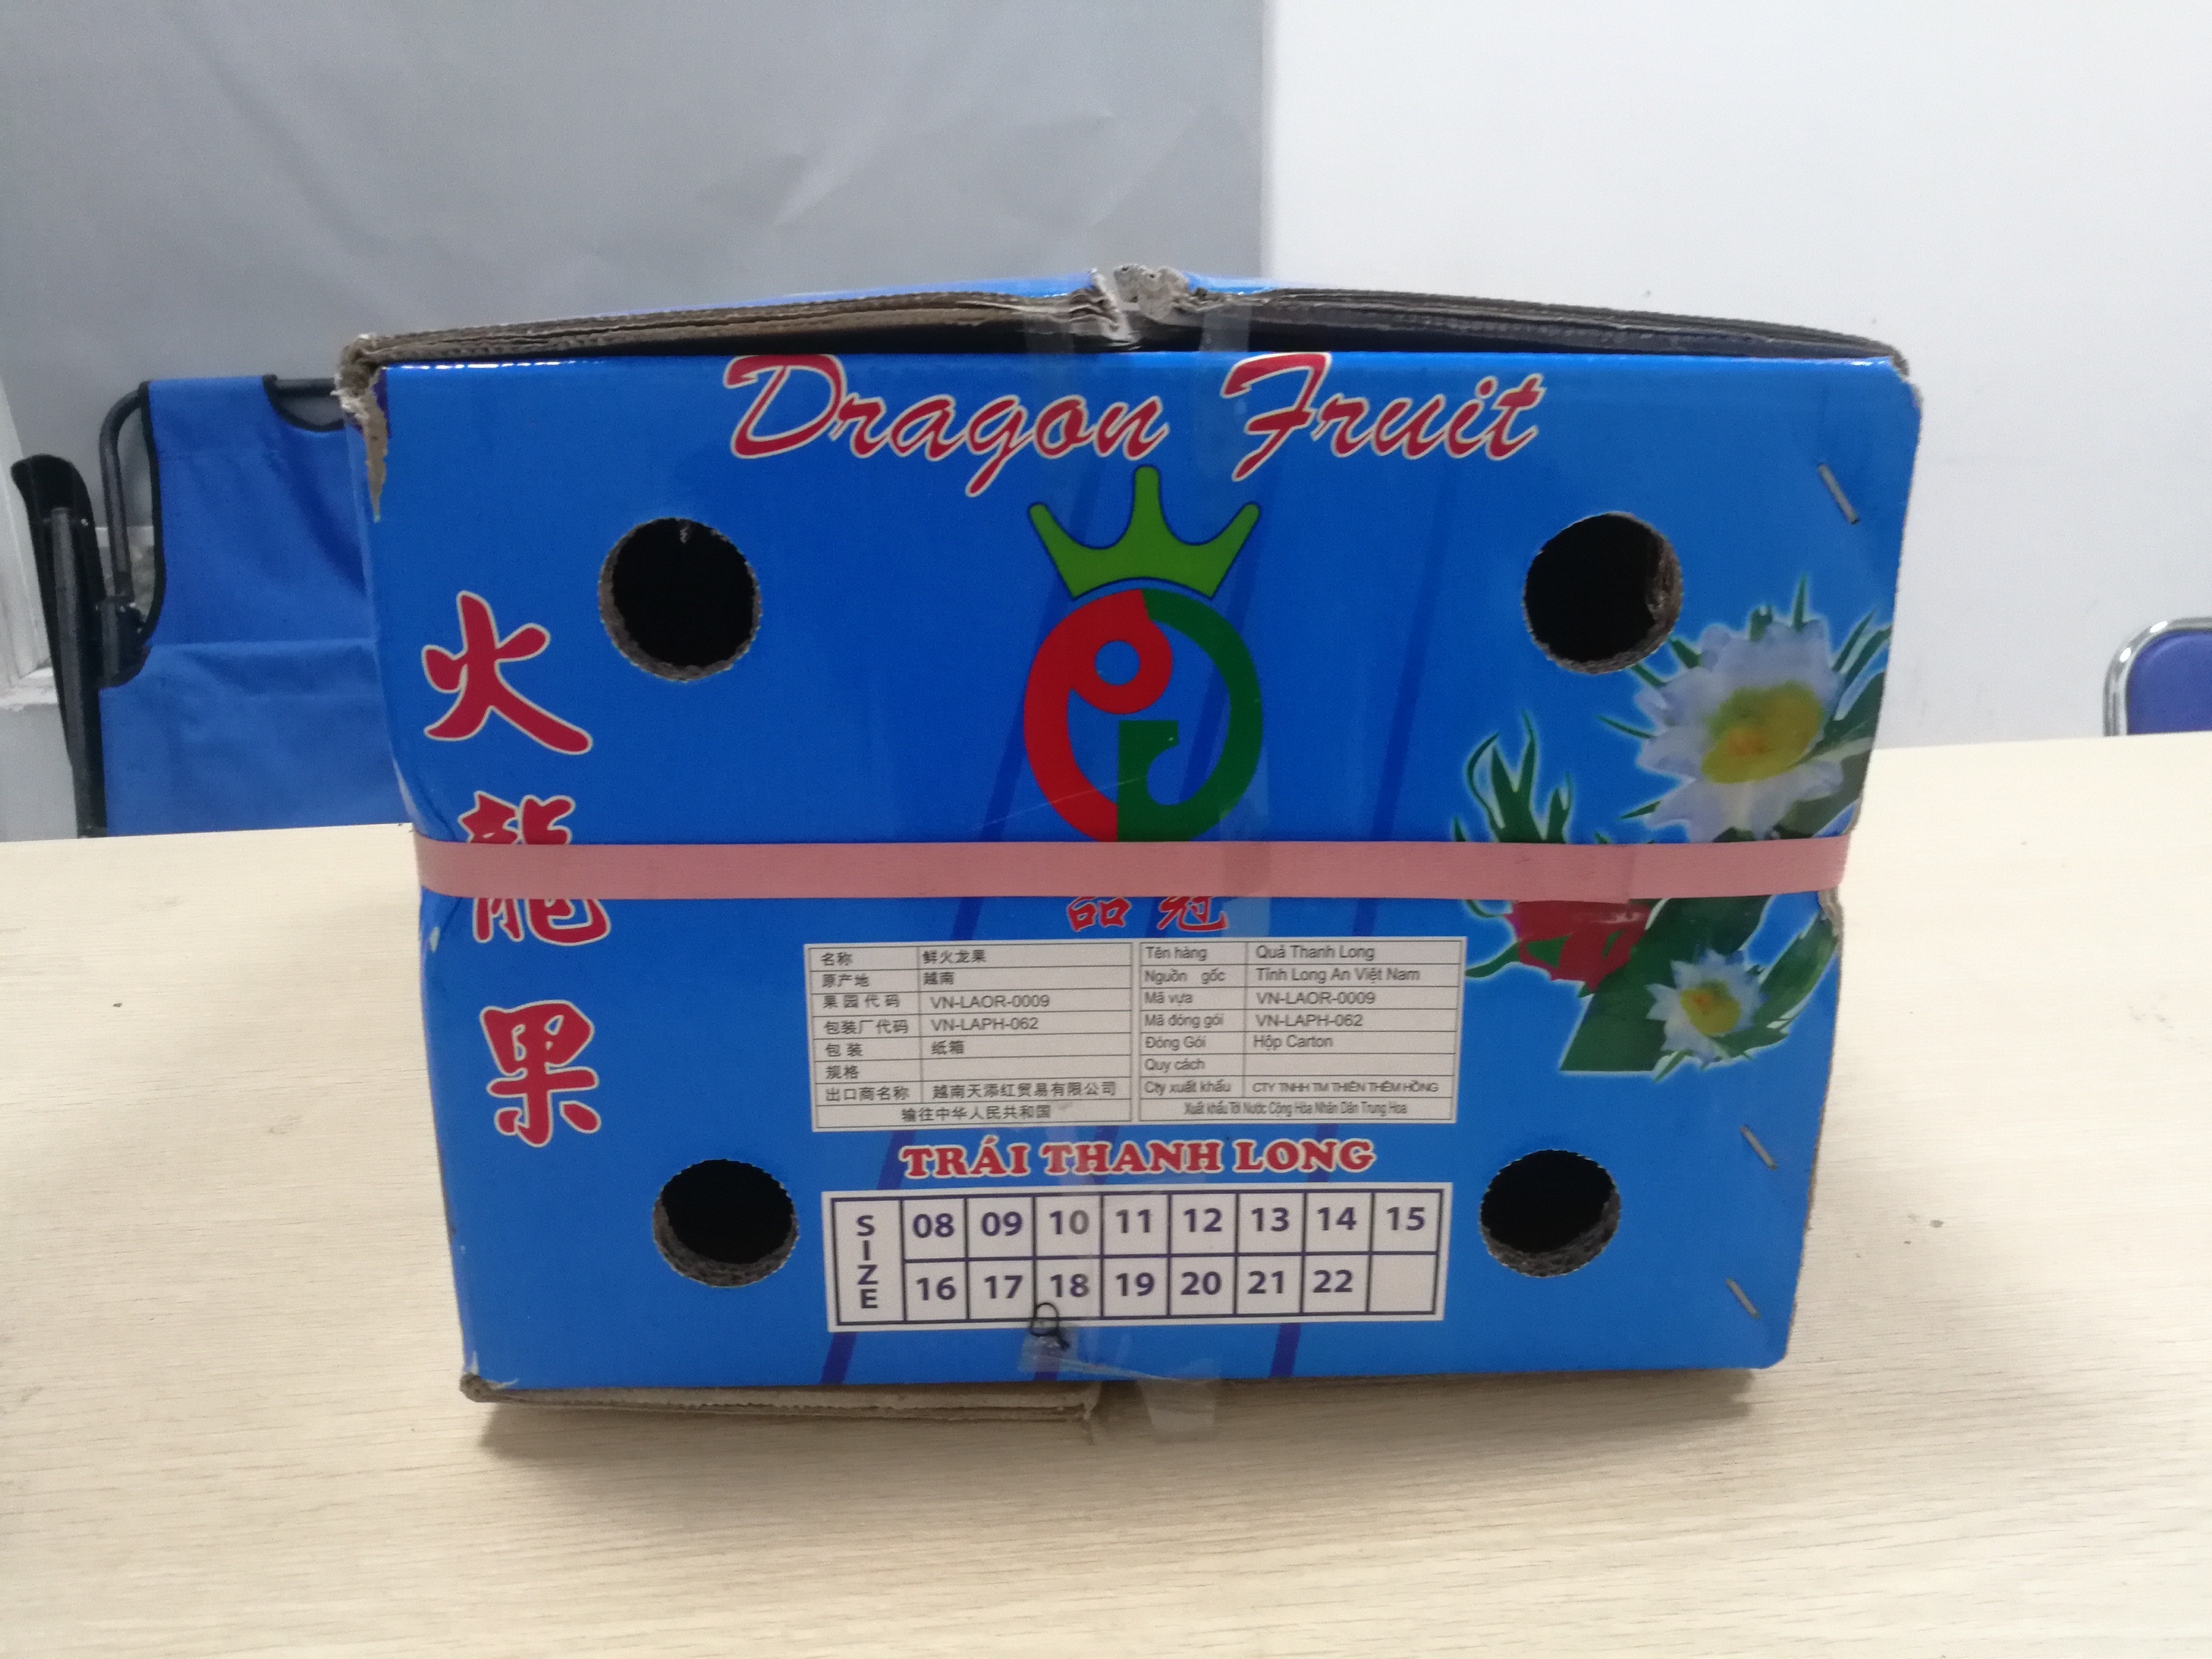 Dragon Fruit
火龍果
品冠
名称 鲜火龙果
原产地 越南
果园代码 VN-LAOR-0009
包装厂代码 VN-LAPH-062
包装 纸箱
规格
出口商名称 越南天添红贸易有限公司
输往中华人民共和国
Tên hàng Quả Thanh Long
Nguồn gốc Tỉnh Long An Việt Nam
Mã vựa VN-LAOR-0009
Mã đóng gói VN-LAPH-062
Đóng Gói Hộp Carton
Quy cách
Cty xuất khẩu CTY TNHH TM THIÊN THÊM HỒNG
Xuất khẩu Tới Nước Cộng Hòa Nhân Dân Trung Hoa
TRÁI THANH LONG
SIZE
08 09 10 11 12 13 14 15
16 17 18 19 20 21 22